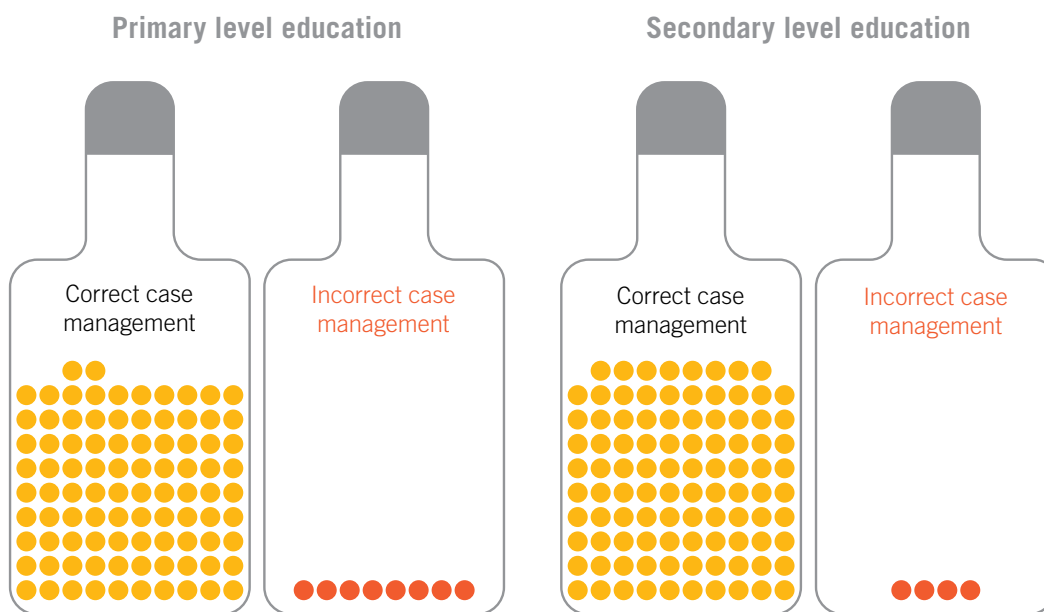 Primary level education
Secondary level education
Correct case
management
Incorrect case
management
Correct case
management
Incorrect case
management